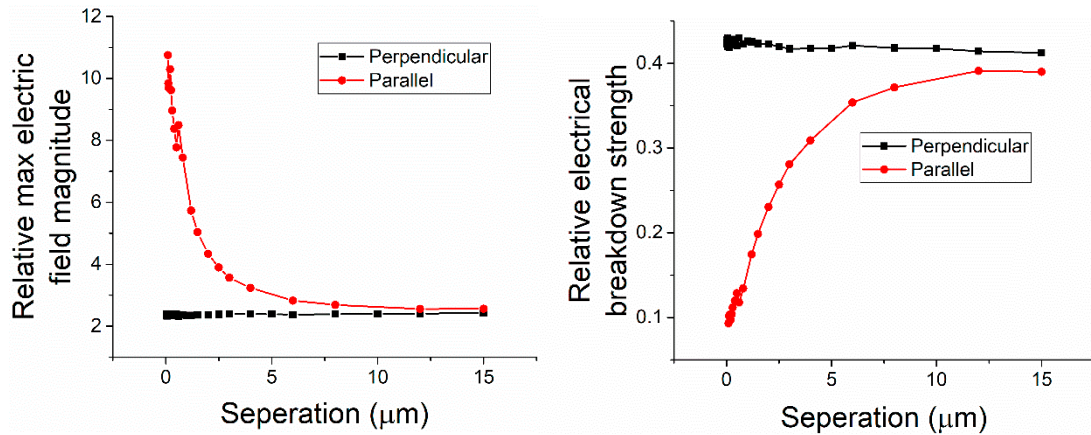 12
10
8
6
4
2
0
5
10
15
Relative max electric
field magnitude
Seperation (μm)
Perpendicular
Parallel
0.4
0.3
0.2
0.1
0
5
10
15
Relative electrical
breakdown strength
Seperation (μm)
Perpendicular
Parallel